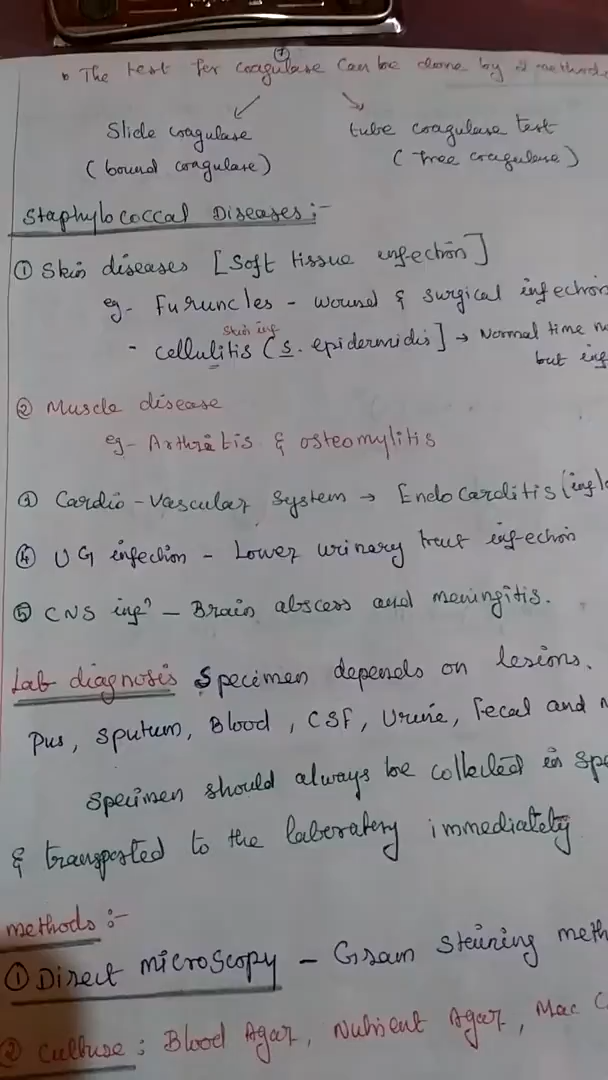 (7)
• The test for coagulase can be done by 2 methods
Slide coagulase
(bound coagulase)
tube coagulase test
(free coagulase)
Staphylococcal Diseases :-
① Skin diseases [Soft tissue infection]
eg- Furuncles - wound & surgical infection
skin inf
- cellulitis (S. epidermidis] → Normal time
but inf
② Muscle disease
eg- Arthritis & osteomylitis
③ Cardio-Vascular System → Endocarditis
④ UG infection - Lower urinary tract infection
⑤ CNS infⁿ - Brain abscess and meningitis.
Lab diagnosis Specimen depends on lesions.
Pus, Sputum, Blood, CSF, Urine, Fecal and
Specimen should always be collected in
& transported to the laboratory immediately
methods :-
① Direct microscopy - Gram Staining meth
② Culture : Blood Agar, Nutrient Agar, Mac C